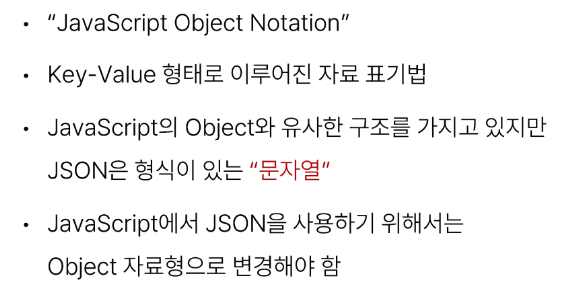 • “JavaScript Object Notation”
• Key-Value 형태로 이루어진 자료 표기법
• JavaScript의 Object와 유사한 구조를 가지고 있지만
JSON은 형식이 있는 “문자열”
• JavaScript에서 JSON을 사용하기 위해서는
Object 자료형으로 변경해야 함